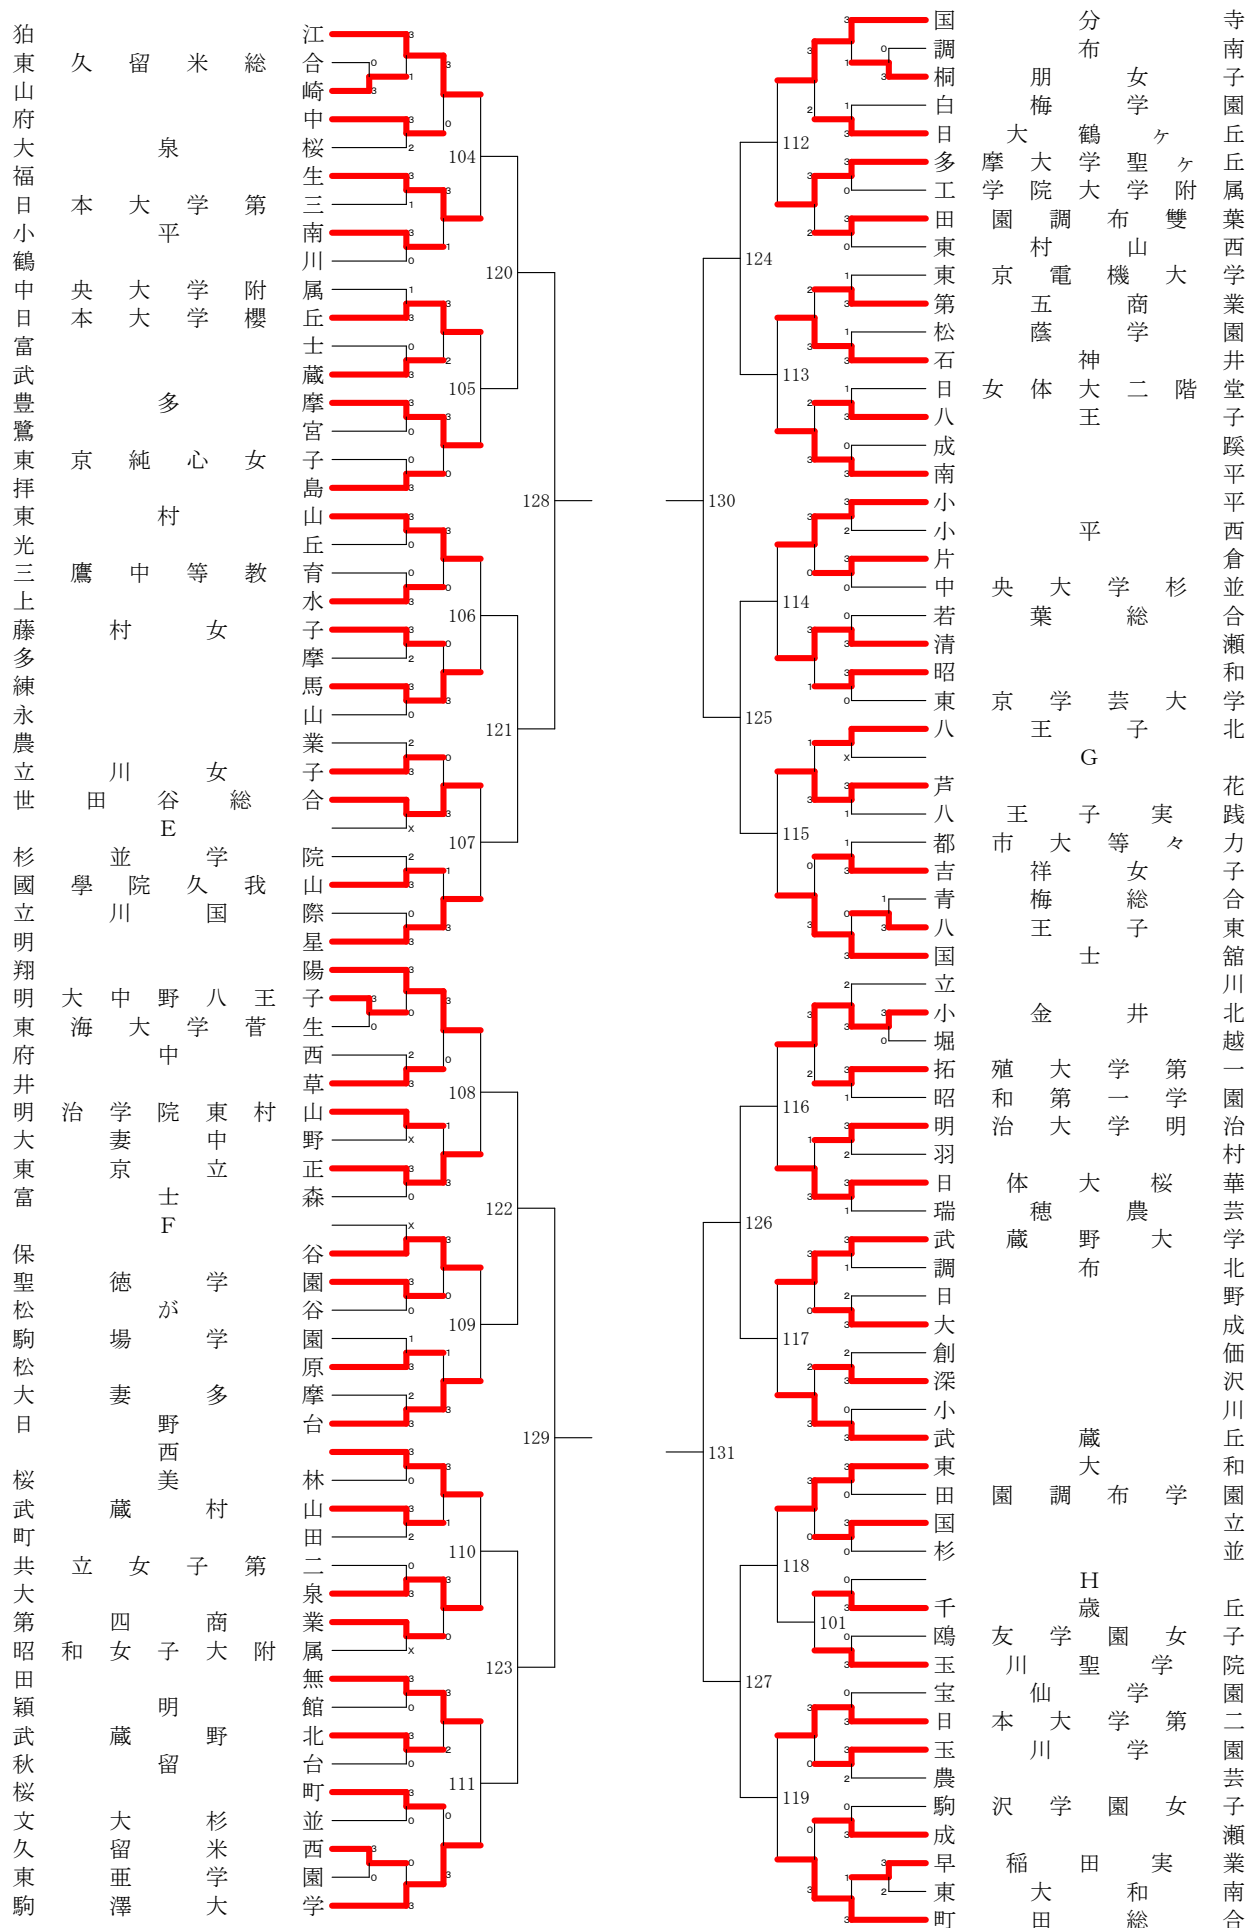 狛江
東久留米総合
山崎
府中
大泉桜
福生
日本大学第三
小平南
鶴川
中央大学附属
日本大学櫻丘
富士
武蔵
豊多摩
鷺宮
東京純心女子
拝島
東村山
光丘
三鷹中等教育
上水
藤村女子
多摩
練馬
永山
農業
立川女子
世田谷総合
E
杉並学院
國學院久我山
立川国際
明星
翔陽
明大中野八王子
東海大学菅生
府中西
井草
明治学院東村山
大妻中野
東京立正
富士森
F
保谷
聖徳学園
松が谷
駒場学園
松原
大妻多摩
日野台
西
桜美林
武蔵村山
町田
共立女子第二
大泉
第四商業
昭和女子大附属
田無
穎明館
武蔵野北
秋留台
桜町
文大杉並
久留米西
東亜学園
駒澤大学
104
105
106
107
108
109
110
111
120
121
122
123
128
129
国分寺
調布南
桐朋女子
白梅学園
日大鶴ヶ丘
多摩大学聖ヶ丘
工学院大学附属
田園調布雙葉
東村山西
東京電機大学
第五商業
松蔭学園
石神井
日女体大二階堂
八王子
成蹊
南平
小平
小平西
片倉
中央大学杉並
若葉総合
清瀬
昭和
東京学芸大学
八王子北
G
芦花
八王子実践
都市大等々力
吉祥女子
青梅総合
八王子東
国士舘
立川
小金井北
堀越
拓殖大学第一
昭和第一学園
明治大学明治
羽村
日体大桜華
瑞穂農芸
武蔵野大学
調布北
日野
大成
創価
深沢
小川
武蔵丘
東大和
田園調布学園
国立
杉並
H
千歳丘
鴎友学園女子
玉川聖学院
宝仙学園
日本大学第二
玉川学園
農芸
駒沢学園女子
成瀬
早稲田実業
東大和南
町田総合
112
113
114
115
116
117
118
101
119
124
125
126
127
130
131